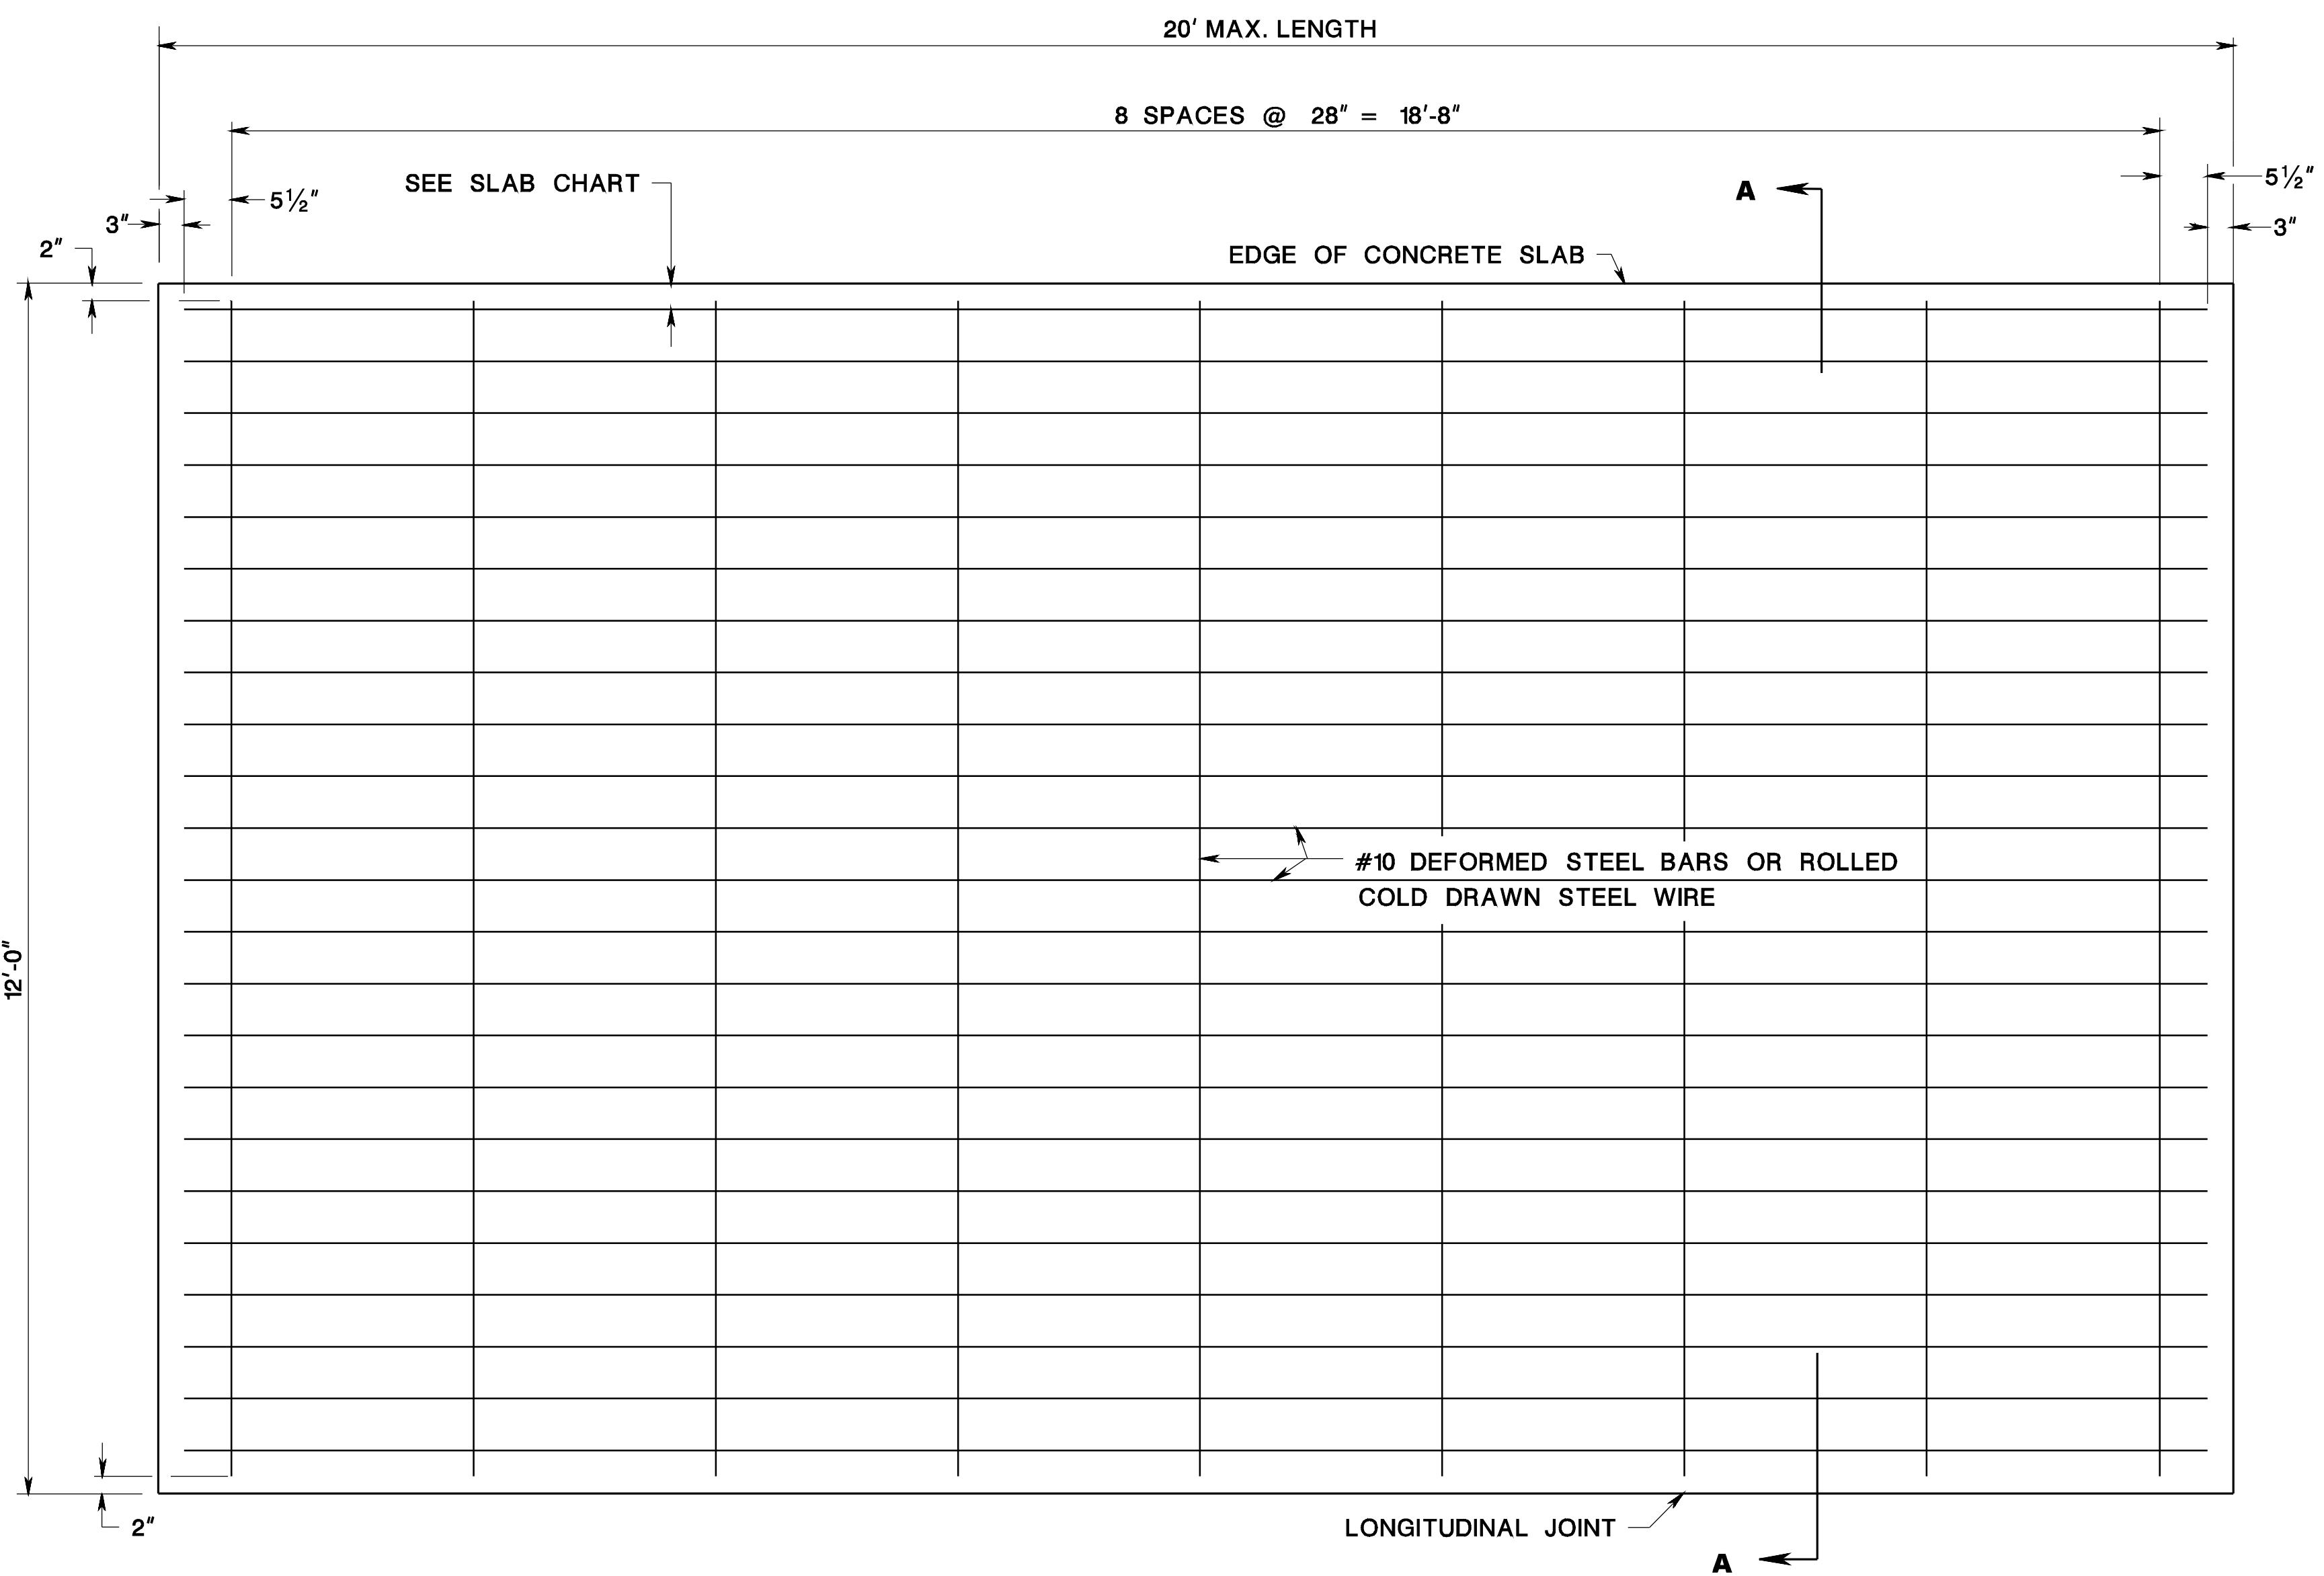 20' MAX. LENGTH
8 SPACES @ 28" = 18'-8"
SEE SLAB CHART
5½"
5½"
A
3"
3"
2"
EDGE OF CONCRETE SLAB
#10 DEFORMED STEEL BARS OR ROLLED
COLD DRAWN STEEL WIRE
12'-0"
2"
LONGITUDINAL JOINT
A